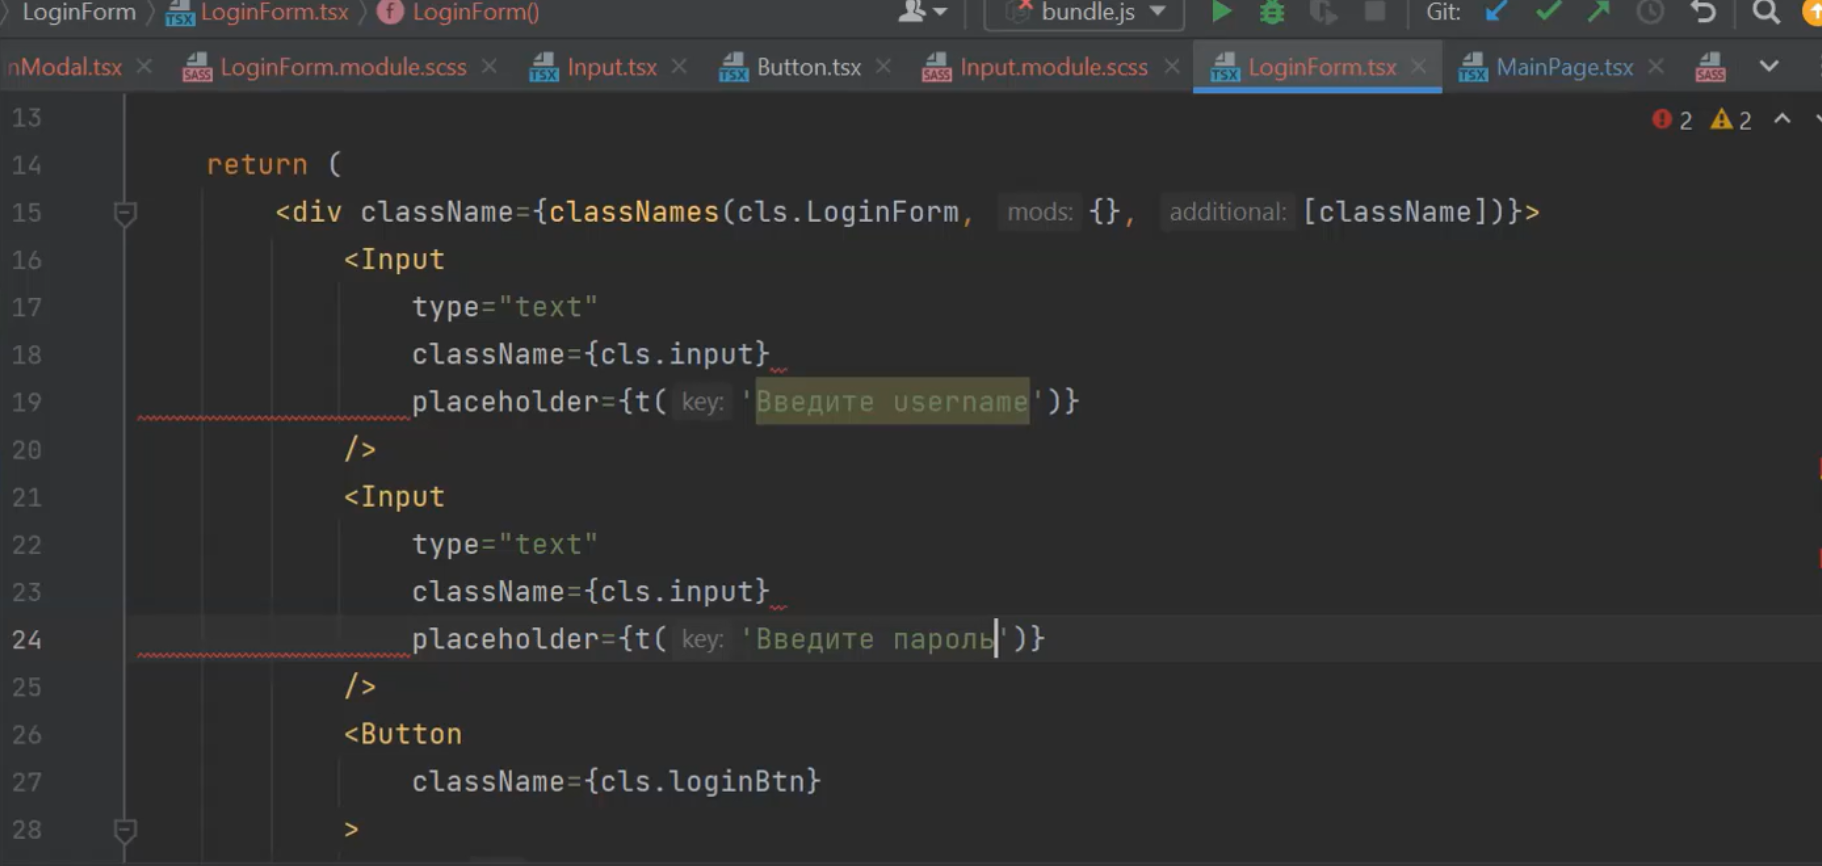 LoginForm LoginForm.tsx f LoginForm() bundle.js Git:
nModal.tsx LoginForm.module.scss Input.tsx Button.tsx Input.module.scss LoginForm.tsx MainPage.tsx
13 2 2
14 return (
15 <div className={classNames(cls.LoginForm, mods: {}, additional: [className])}>
16 <Input
17 type="text"
18 className={cls.input}
19 placeholder={t( key: 'Введите username')}
20 />
21 <Input
22 type="text"
23 className={cls.input}
24 placeholder={t( key: 'Введите пароль')}
25 />
26 <Button
27 className={cls.loginBtn}
28 >